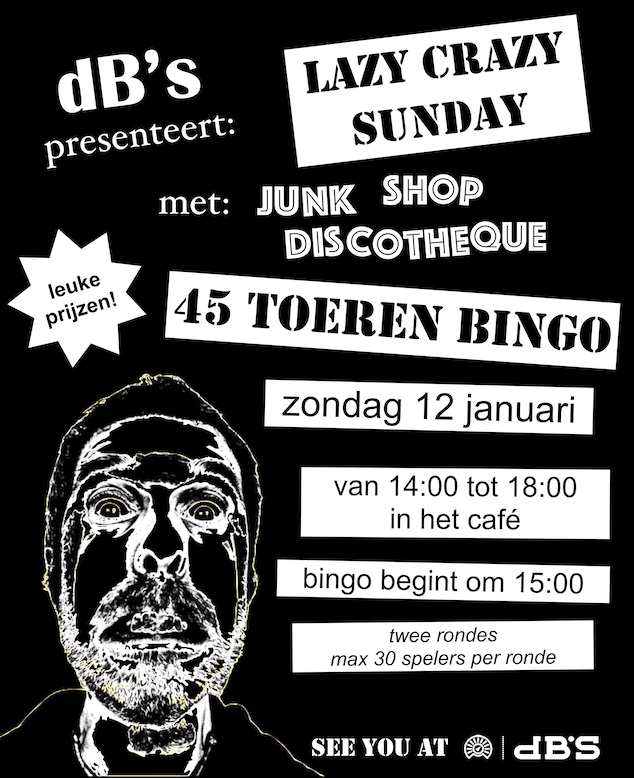 dB's
presenteert:
LAZY CRAZY
SUNDAY
met: JUNK SHOP
DISCOTHEQUE
leuke
prijzen!
45 TOEREN BINGO
zondag 12 januari
van 14:00 tot 18:00
in het café
bingo begint om 15:00
twee rondes
max 30 spelers per ronde
SEE YOU AT dB'S